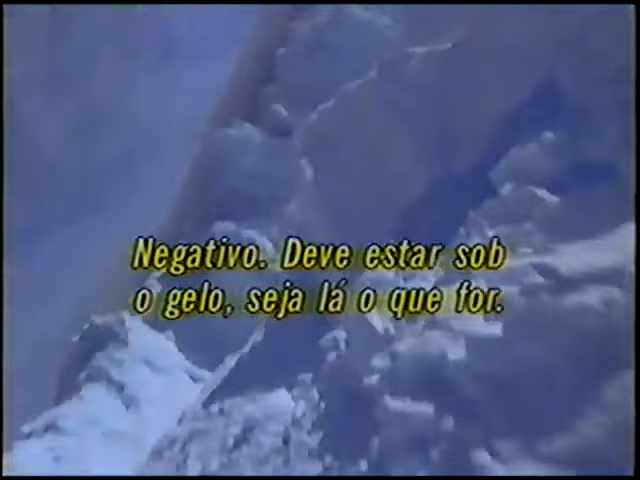 Negativo. Deve estar sob
o gelo, seja lá o que for.